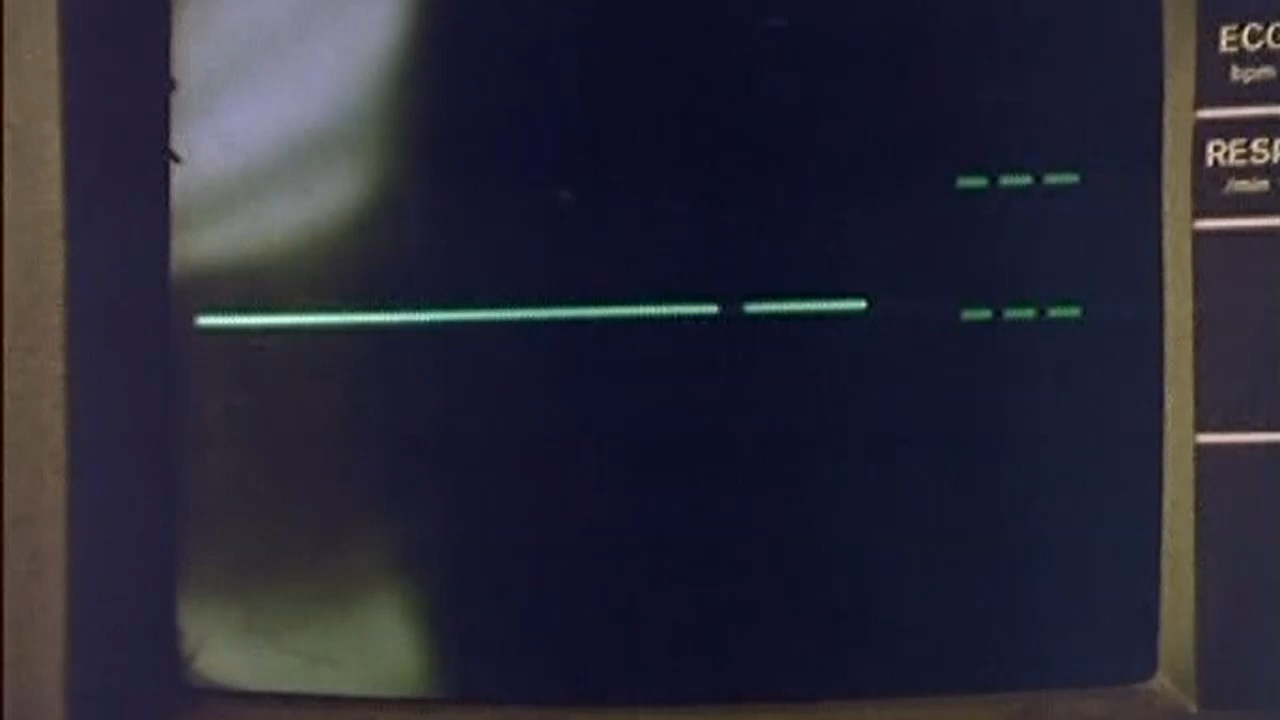 ECG
bpm
--- 
RESP
/min
---